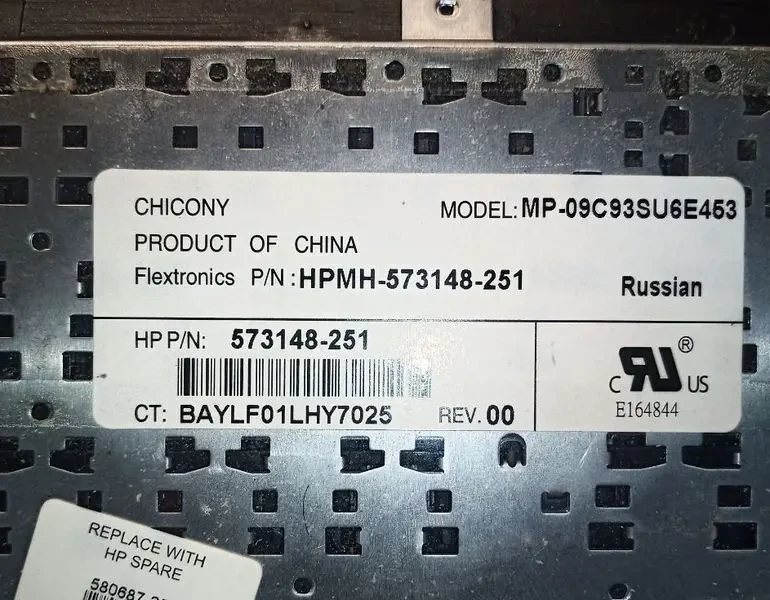 CHICONY MODEL: MP-09C93SU6E453
PRODUCT OF CHINA
Flextronics P/N : HPMH-573148-251 Russian
HP P/N: 573148-251
CT: BAYLF01LHY7025 REV. 00
C RU ® US
E164844
REPLACE WITH
HP SPARE